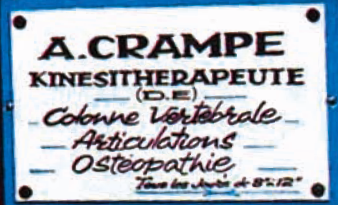 A.CRAMPE
KINESITHERAPEUTE
(D.E)
Colonne Vertébrale
Articulations
Ostéopathie
Tous les Jours de 8h à 12h